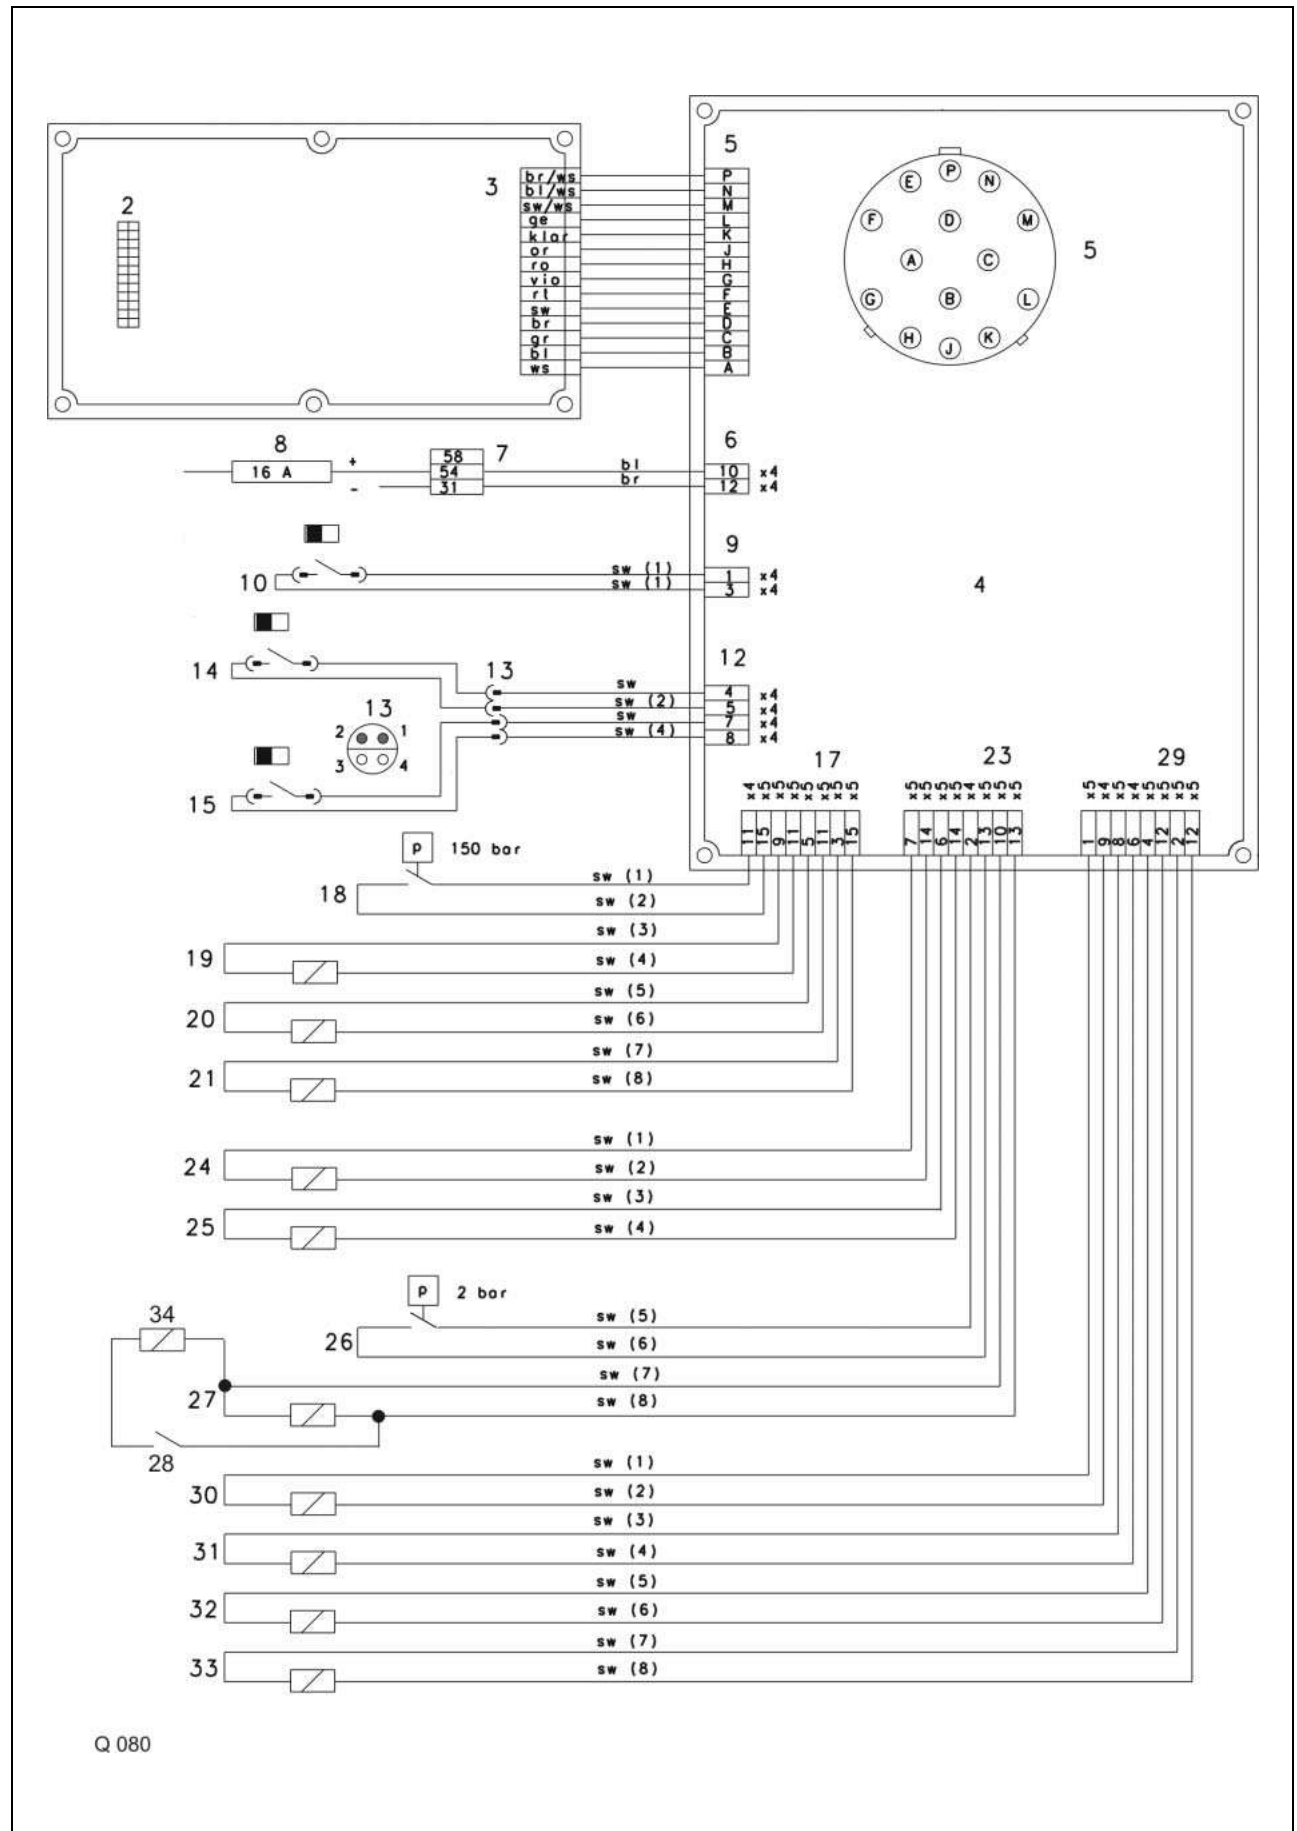 5
3
2
br/ws
bl/ws
sw/ws
ge
klar
or
ro
vio
rt
sw
br
gr
bl
ws
P
N
M
L
K
J
H
G
F
E
D
C
B
A
P
E N
F D M
A C
G B L
H K
J
5
8
16 A
+
-
58
54
31
7
bl
br
6
10 x4
12 x4
9
10
sw (1)
sw (1)
1 x4
3 x4
4
12
14
13
sw
sw (2)
sw
sw (4)
4 x4
5 x4
7 x4
8 x4
13
2 1
3 4
15
17
x4 x5 x5 x5 x5 x5 x5 x5
11 15 9 11 5 11 3 15
23
x5 x5 x5 x5 x4 x5 x5 x5
7 14 6 14 2 13 10 13
29
x5 x4 x5 x4 x5 x5 x5 x5
1 9 8 6 4 12 2 12
P 150 bar
18
sw (1)
sw (2)
19
sw (3)
sw (4)
20
sw (5)
sw (6)
21
sw (7)
sw (8)
24
sw (1)
sw (2)
25
sw (3)
sw (4)
P 2 bar
34
26
sw (5)
sw (6)
27
sw (7)
sw (8)
28
30
sw (1)
sw (2)
31
sw (3)
sw (4)
32
sw (5)
sw (6)
33
sw (7)
sw (8)
Q 080